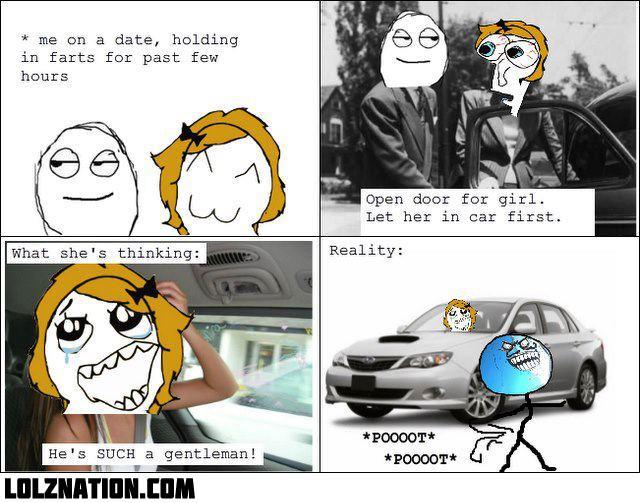 * me on a date, holding
in farts for past few
hours
Open door for girl.
Let her in car first.
What she's thinking:
He's SUCH a gentleman!
Reality:
*POOOOT*
*POOOOT*
LOLZNATION.COM